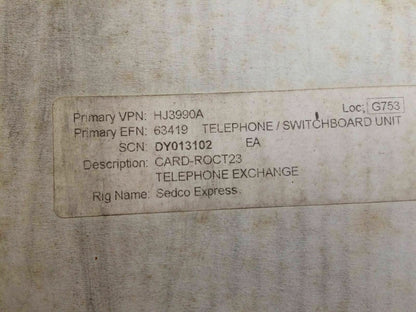 Primary VPN: HJ3990A Loc: G753
Primary EFN: 63419 TELEPHONE / SWITCHBOARD UNIT
SCN: DY013102 EA
Description: CARD-ROCT23
TELEPHONE EXCHANGE
Rig Name: Sedco Express